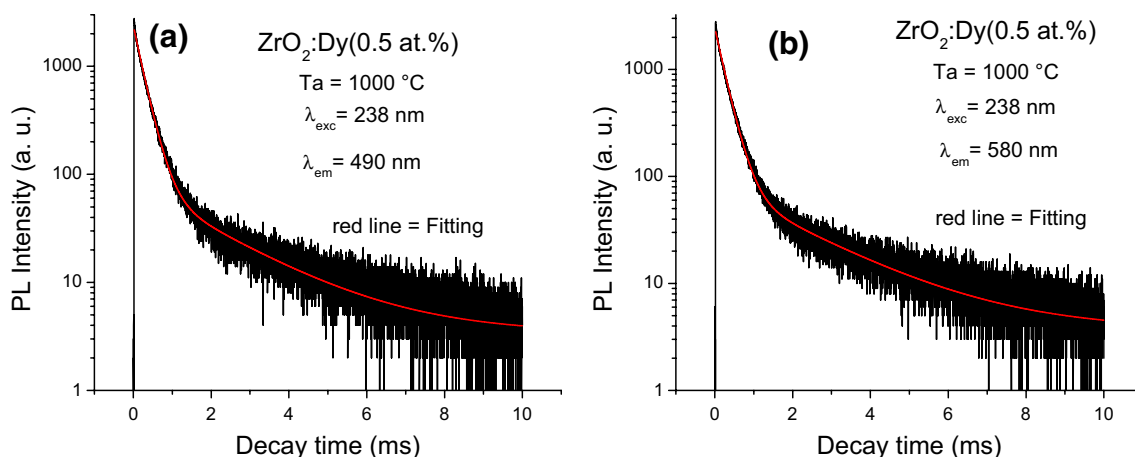 (a)
ZrO₂:Dy(0.5 at.%)
Ta = 1000 °C
λexc= 238 nm
λem= 490 nm
red line = Fitting
PL Intensity (a. u.)
1000
100
10
1
0 2 4 6 8 10
Decay time (ms)
(b)
ZrO₂:Dy(0.5 at.%)
Ta = 1000 °C
λexc= 238 nm
λem= 580 nm
red line = Fitting
PL Intensity (a. u.)
1000
100
10
1
0 2 4 6 8 10
Decay time (ms)